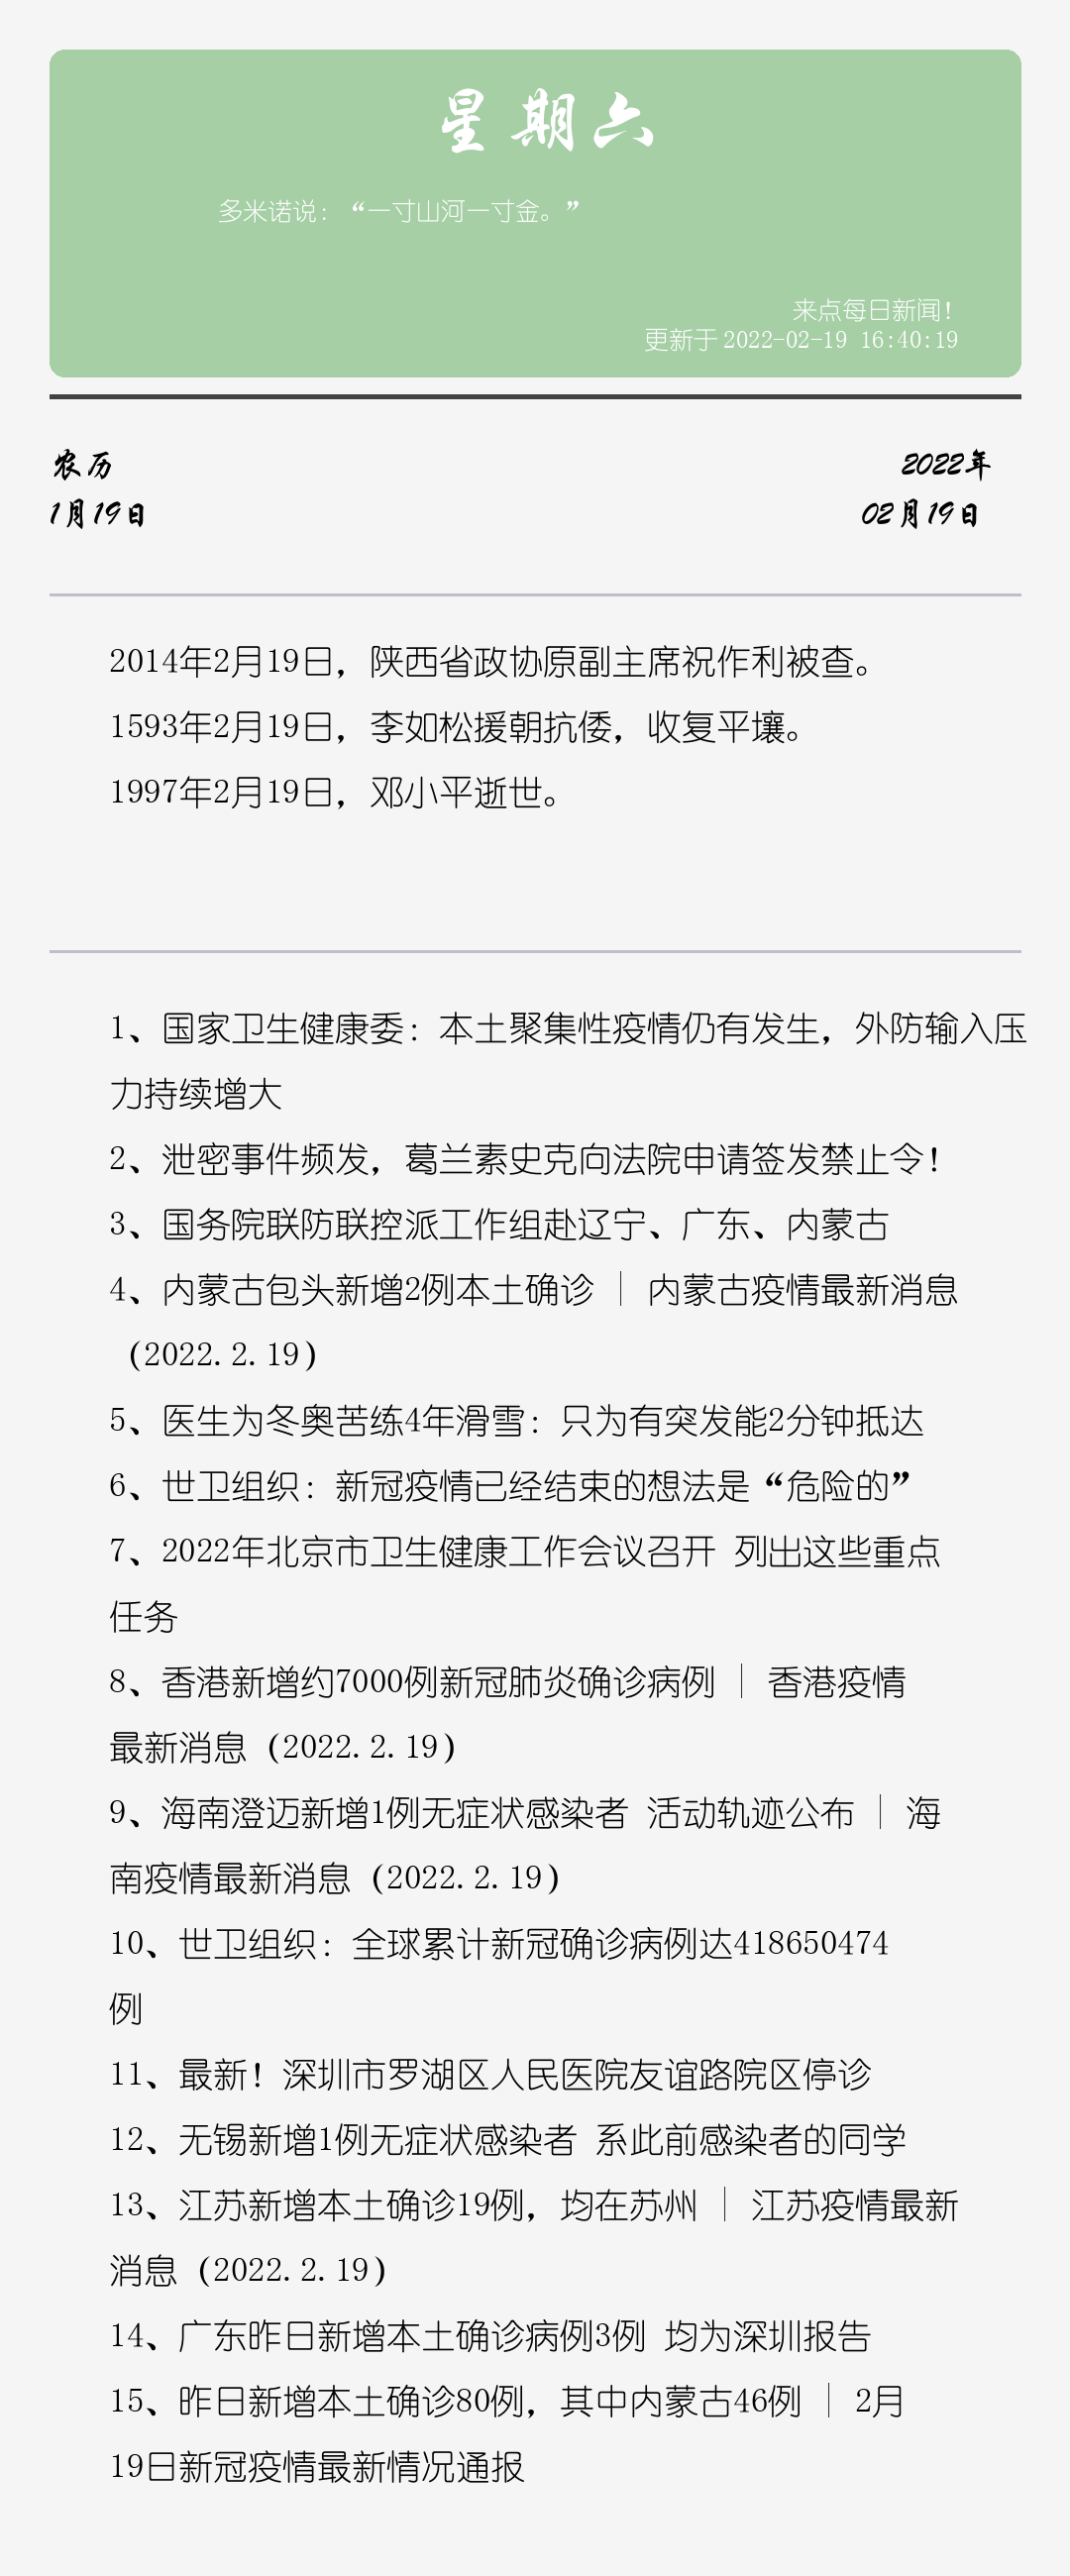 星期六
多米诺说：“一寸山河一寸金。”
来点每日新闻！
更新于 2022-02-19 16:40:19
农历
2022年
1月19日
02月19日
2014年2月19日，陕西省政协原副主席祝作利被查。
1593年2月19日，李如松援朝抗倭，收复平壤。
1997年2月19日，邓小平逝世。
1、国家卫生健康委：本土聚集性疫情仍有发生，外防输入压
力持续增大
2、泄密事件频发，葛兰素史克向法院申请签发禁止令！
3、国务院联防联控派工作组赴辽宁、广东、内蒙古
4、内蒙古包头新增2例本土确诊 | 内蒙古疫情最新消息
（2022.2.19）
5、医生为冬奥苦练4年滑雪：只为有突发能2分钟抵达
6、世卫组织：新冠疫情已经结束的想法是“危险的”
7、2022年北京市卫生健康工作会议召开 列出这些重点
任务
8、香港新增约7000例新冠肺炎确诊病例 | 香港疫情
最新消息（2022.2.19）
9、海南澄迈新增1例无症状感染者 活动轨迹公布 | 海
南疫情最新消息（2022.2.19）
10、世卫组织：全球累计新冠确诊病例达418650474
例
11、最新！深圳市罗湖区人民医院友谊路院区停诊
12、无锡新增1例无症状感染者 系此前感染者的同学
13、江苏新增本土确诊19例，均在苏州 | 江苏疫情最新
消息（2022.2.19）
14、广东昨日新增本土确诊病例3例 均为深圳报告
15、昨日新增本土确诊80例，其中内蒙古46例 | 2月
19日新冠疫情最新情况通报